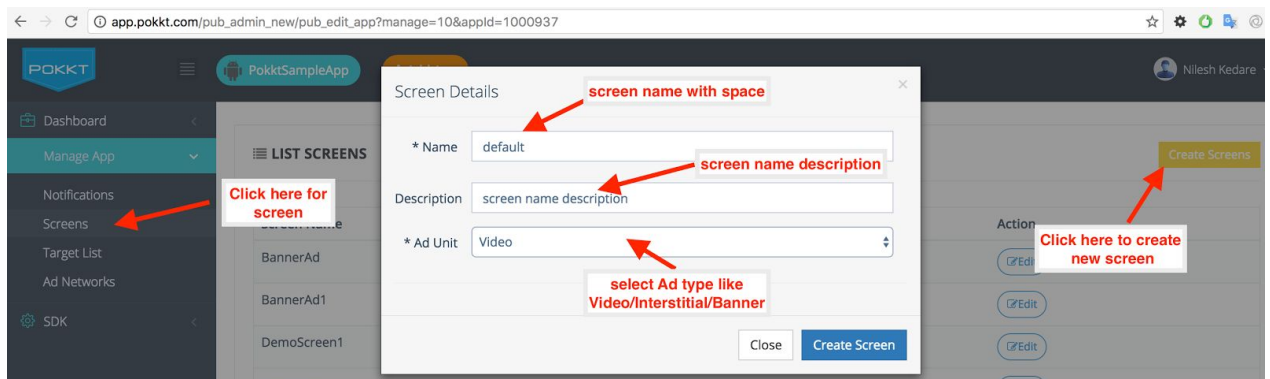 app.pokkt.com/pub_admin_new/pub_edit_app?manage=10&appId=1000937
POKKT
PokktSampleApp
Nilesh Kedare
Screen Details
screen name with space
×
Dashboard
Manage App
LIST SCREENS
* Name
default
screen name description
Create Screens
Notifications
Click here for
screen
Description
screen name description
Screens
Screen Name
Action
* Ad Unit
Video
Click here to create
new screen
Target List
BannerAd
Edit
Ad Networks
select Ad type like
Video/Interstitial/Banner
BannerAd1
Edit
SDK
DemoScreen1
Close
Create Screen
Edit